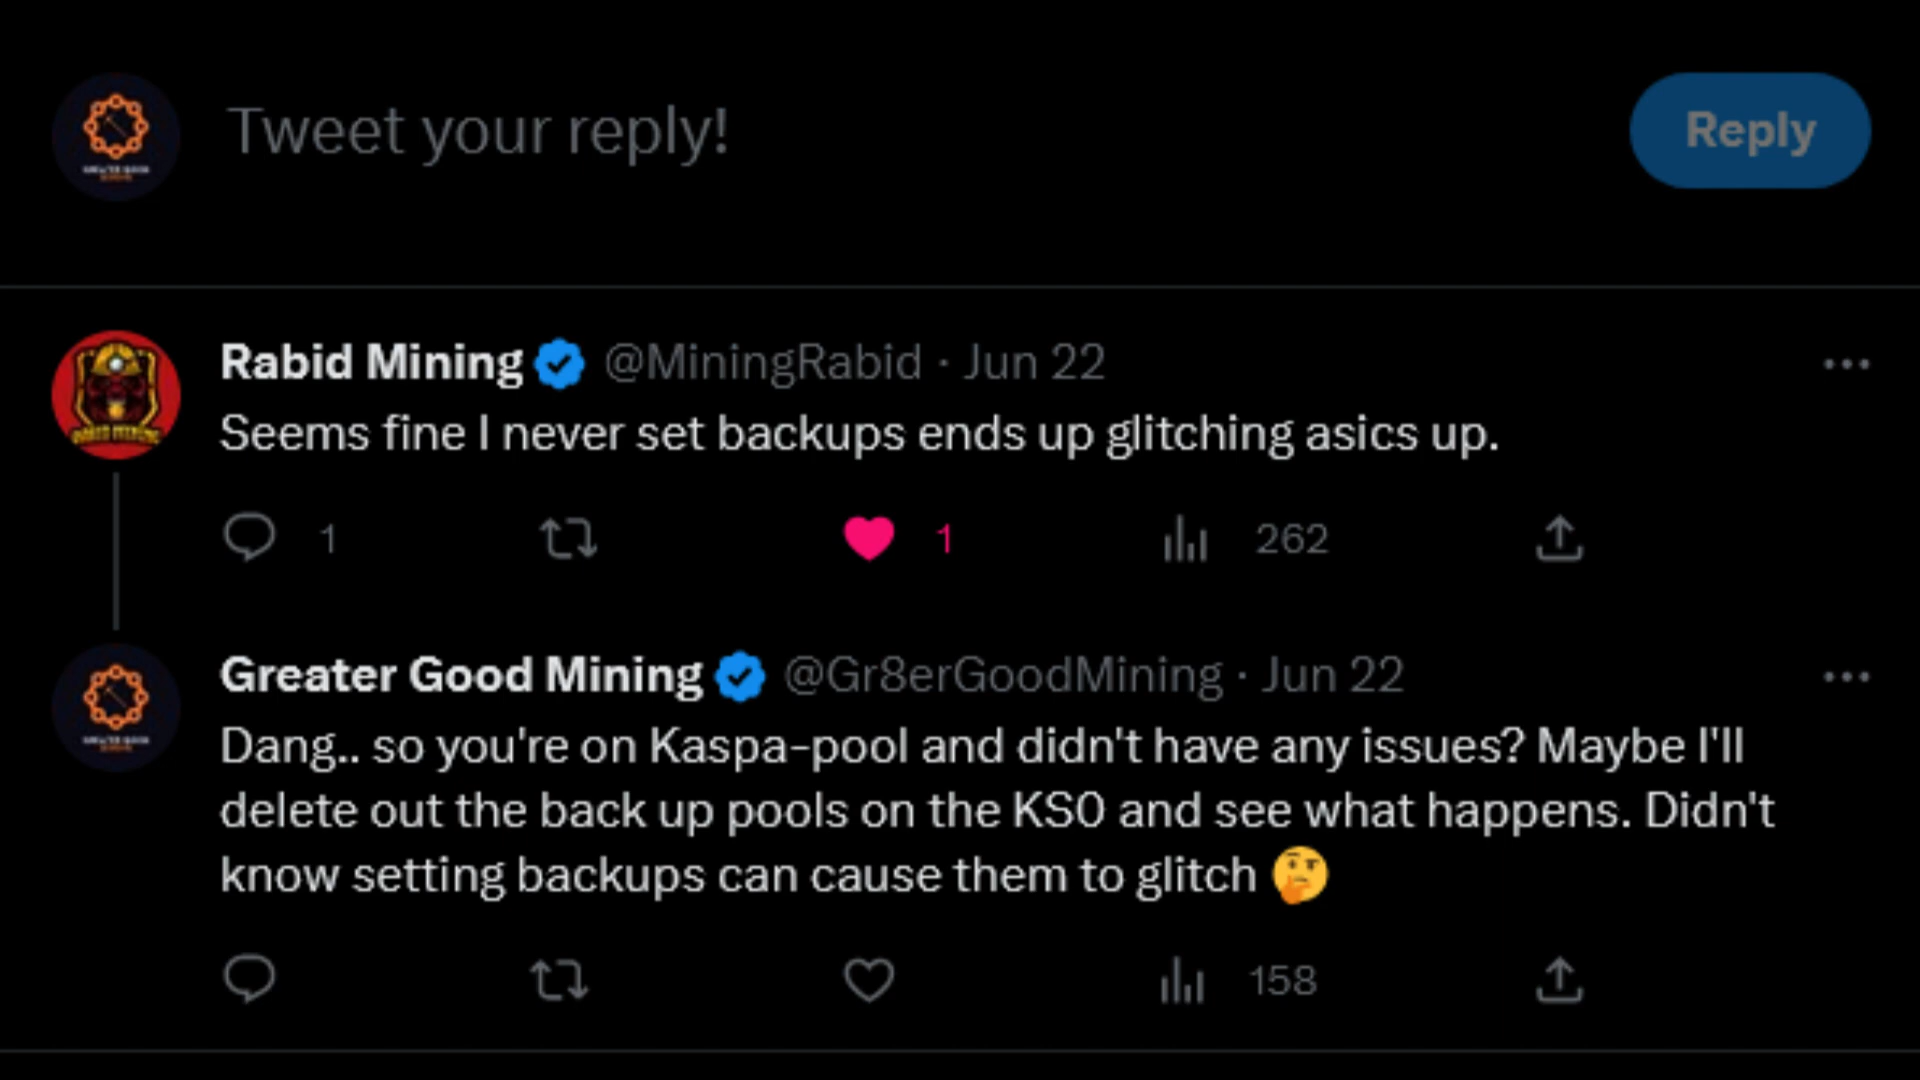 Tweet your reply!
Reply
Rabid Mining @MiningRabid · Jun 22
Seems fine I never set backups ends up glitching asics up.
1 1 262
Greater Good Mining @Gr8erGoodMining · Jun 22
Dang.. so you're on Kaspa-pool and didn't have any issues? Maybe I'll
delete out the back up pools on the KS0 and see what happens. Didn't
know setting backups can cause them to glitch 🤔
158